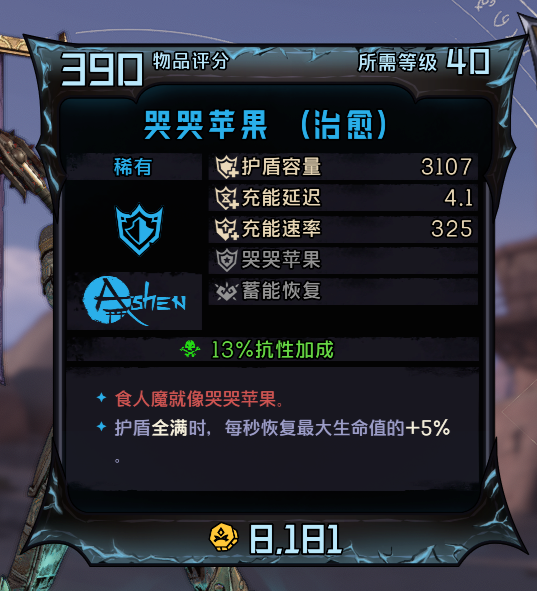 390 物品评分 所需等级 40
哭哭苹果 (治愈)
稀有
护盾容量 3107
充能延迟 4.1
充能速率 325
哭哭苹果
蓄能恢复
ASHEN
13%抗性加成
食人魔就像哭哭苹果。
护盾全满时，每秒恢复最大生命值的+5%
。
8,181